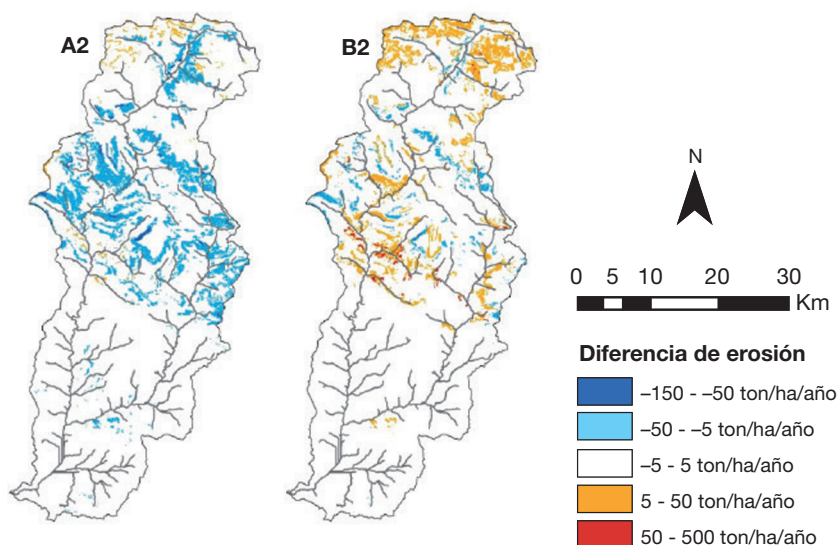 A2
B2
N
0 5 10 20 30
Km
Diferencia de erosión
–150 - –50 ton/ha/año
–50 - –5 ton/ha/año
–5 - 5 ton/ha/año
5 - 50 ton/ha/año
50 - 500 ton/ha/año